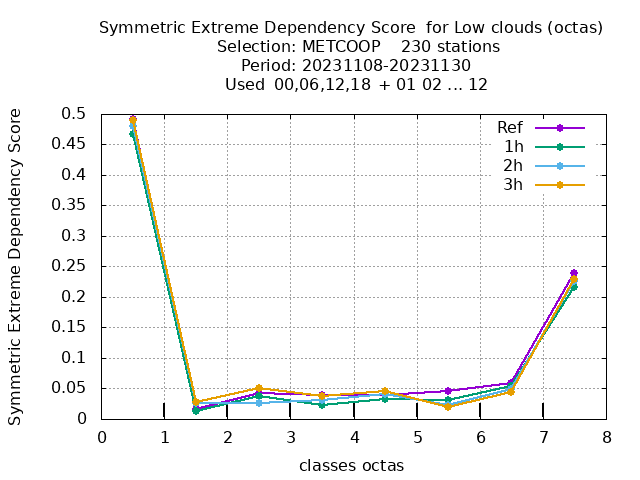 Symmetric Extreme Dependency Score for Low clouds (octas)
Selection: METCOOP 230 stations
Period: 20231108-20231130
Used 00,06,12,18 + 01 02 ... 12
Symmetric Extreme Dependency Score
0.5
0.45
0.4
0.35
0.3
0.25
0.2
0.15
0.1
0.05
0
Ref
1h
2h
3h
0 1 2 3 4 5 6 7 8
classes octas